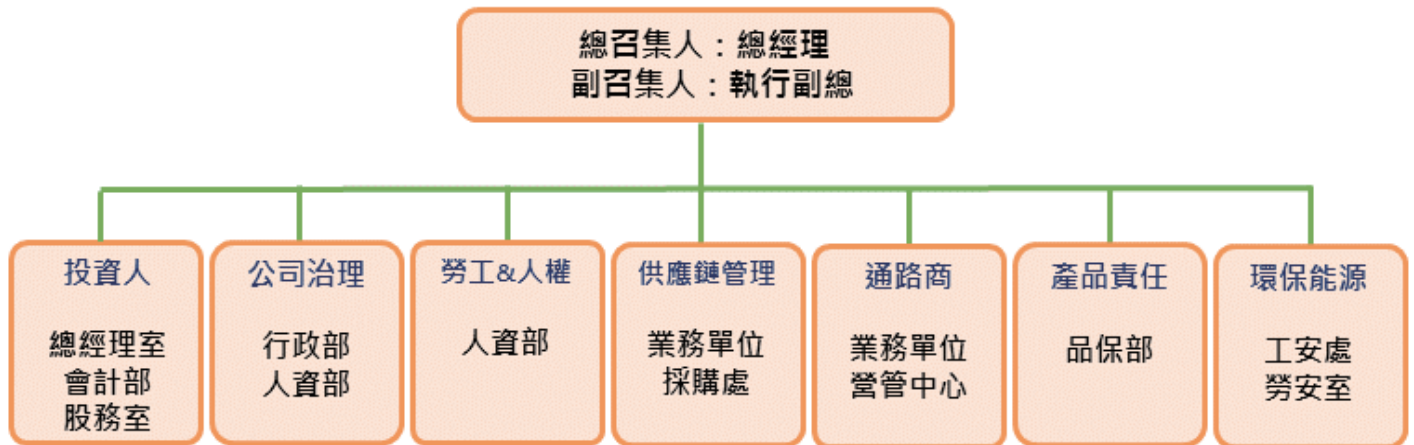 總召集人：總經理
副召集人：執行副總
投資人
總經理室
會計部
股務室
公司治理
行政部
人資部
勞工&人權
人資部
供應鏈管理
業務單位
採購處
通路商
業務單位
營管中心
產品責任
品保部
環保能源
工安處
勞安室